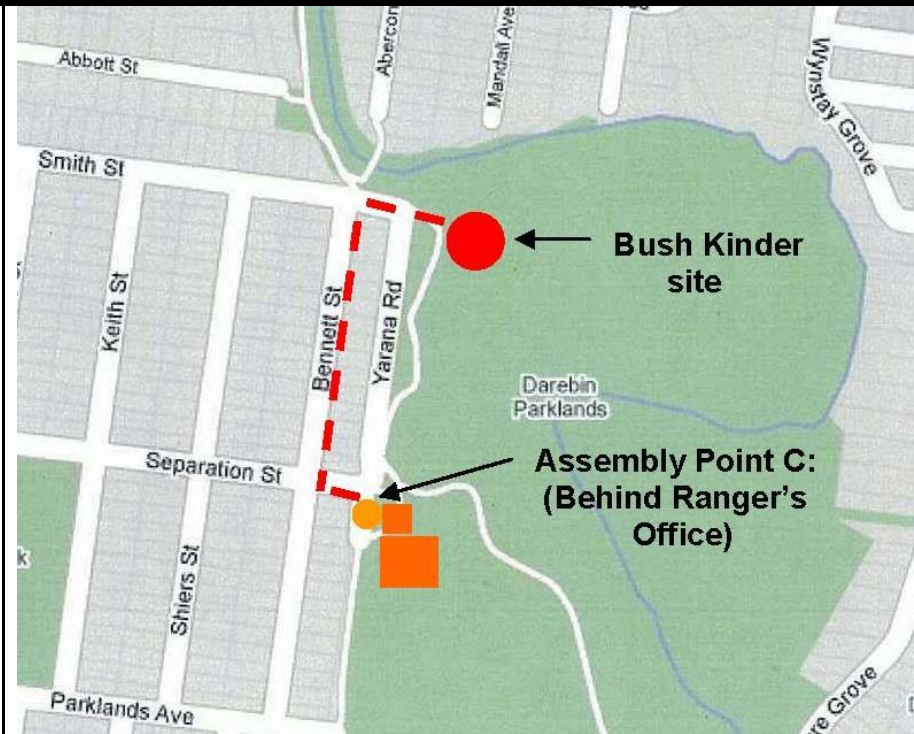 Abbott St
Abercon
Mandall Ave
Wynstay Grove
Smith St
Bush Kinder
site
Keith St
Bennett St
Yarana Rd
Darebin
Parklands
Separation St
Assembly Point C:
(Behind Ranger's
Office)
k
Shiers St
Parklands Ave
re Grove